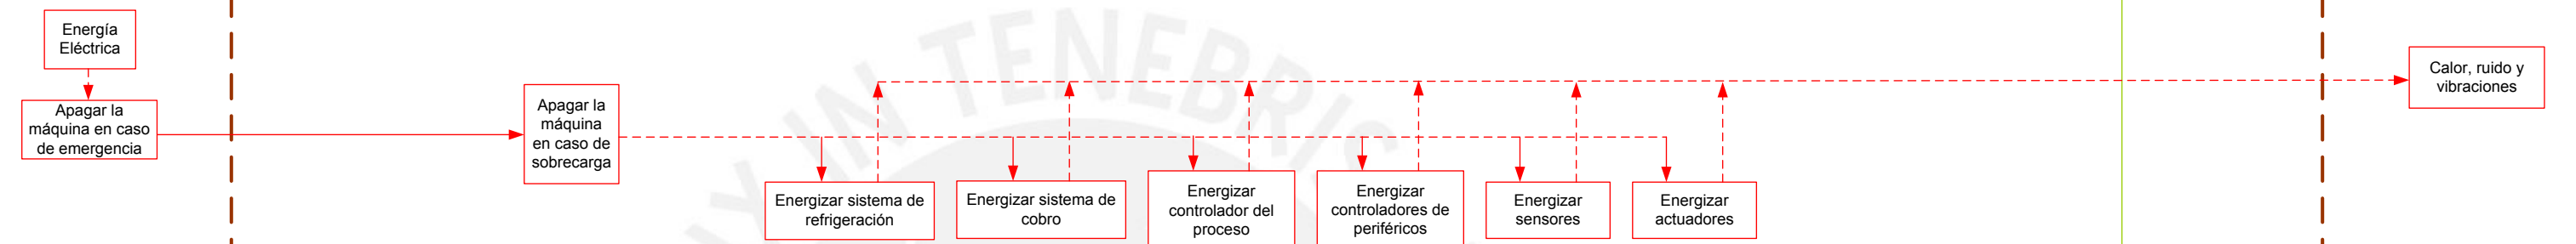 Energía
Eléctrica
Apagar la
máquina en caso
de emergencia
Apagar la
máquina
en caso de
sobrecarga
Energizar sistema de
refrigeración
Energizar sistema de
cobro
Energizar
controlador del
proceso
Energizar
controladores de
periféricos
Energizar
sensores
Energizar
actuadores
Calor, ruido y
vibraciones
IN TENEBRIS